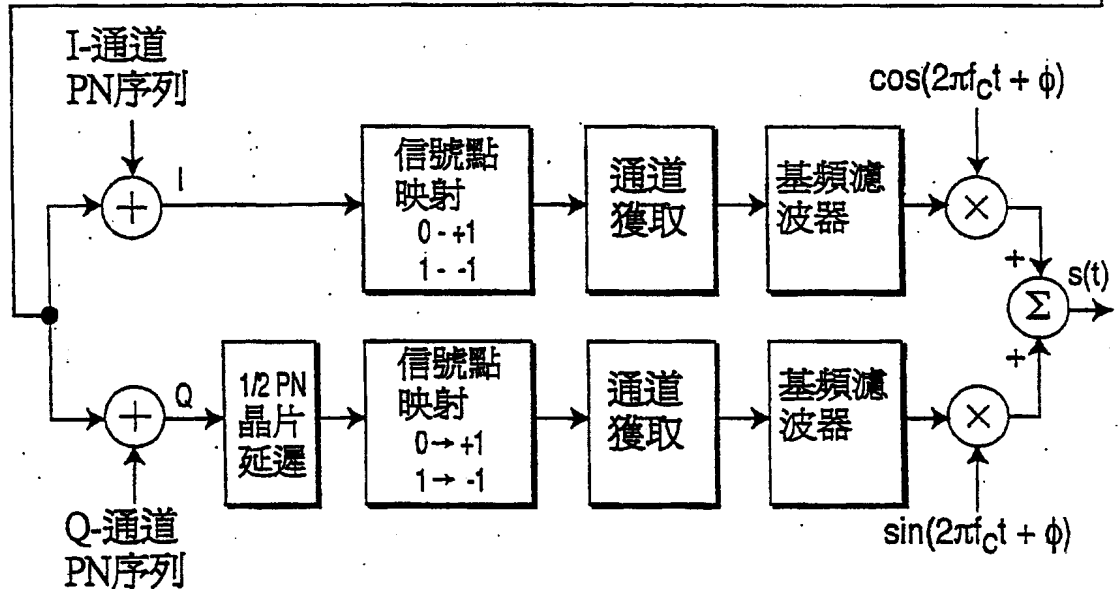 I-通道
PN序列
cos(2πf_Ct + ϕ)
I
信號點
映射
0 - +1
1 - -1
通道
獲取
基頻濾
波器
+
×
+
s(t)
Σ
+
+
Q
1/2 PN
晶片
延遲
信號點
映射
0→ +1
1→ -1
通道
獲取
基頻濾
波器
×
Q-通道
PN序列
sin(2πf_Ct + ϕ)